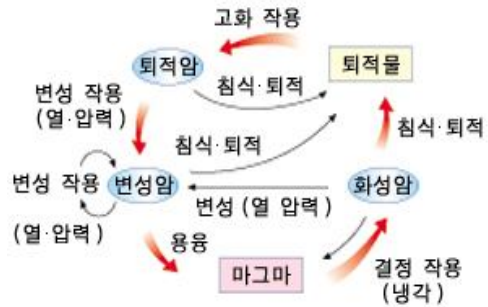 고화 작용
퇴적암
퇴적물
침식·퇴적
변성 작용
(열·압력)
침식·퇴적
침식·퇴적
변성 작용
변성암
화성암
변성 (열 압력)
(열·압력)
용융
마그마
결정 작용
(냉각)